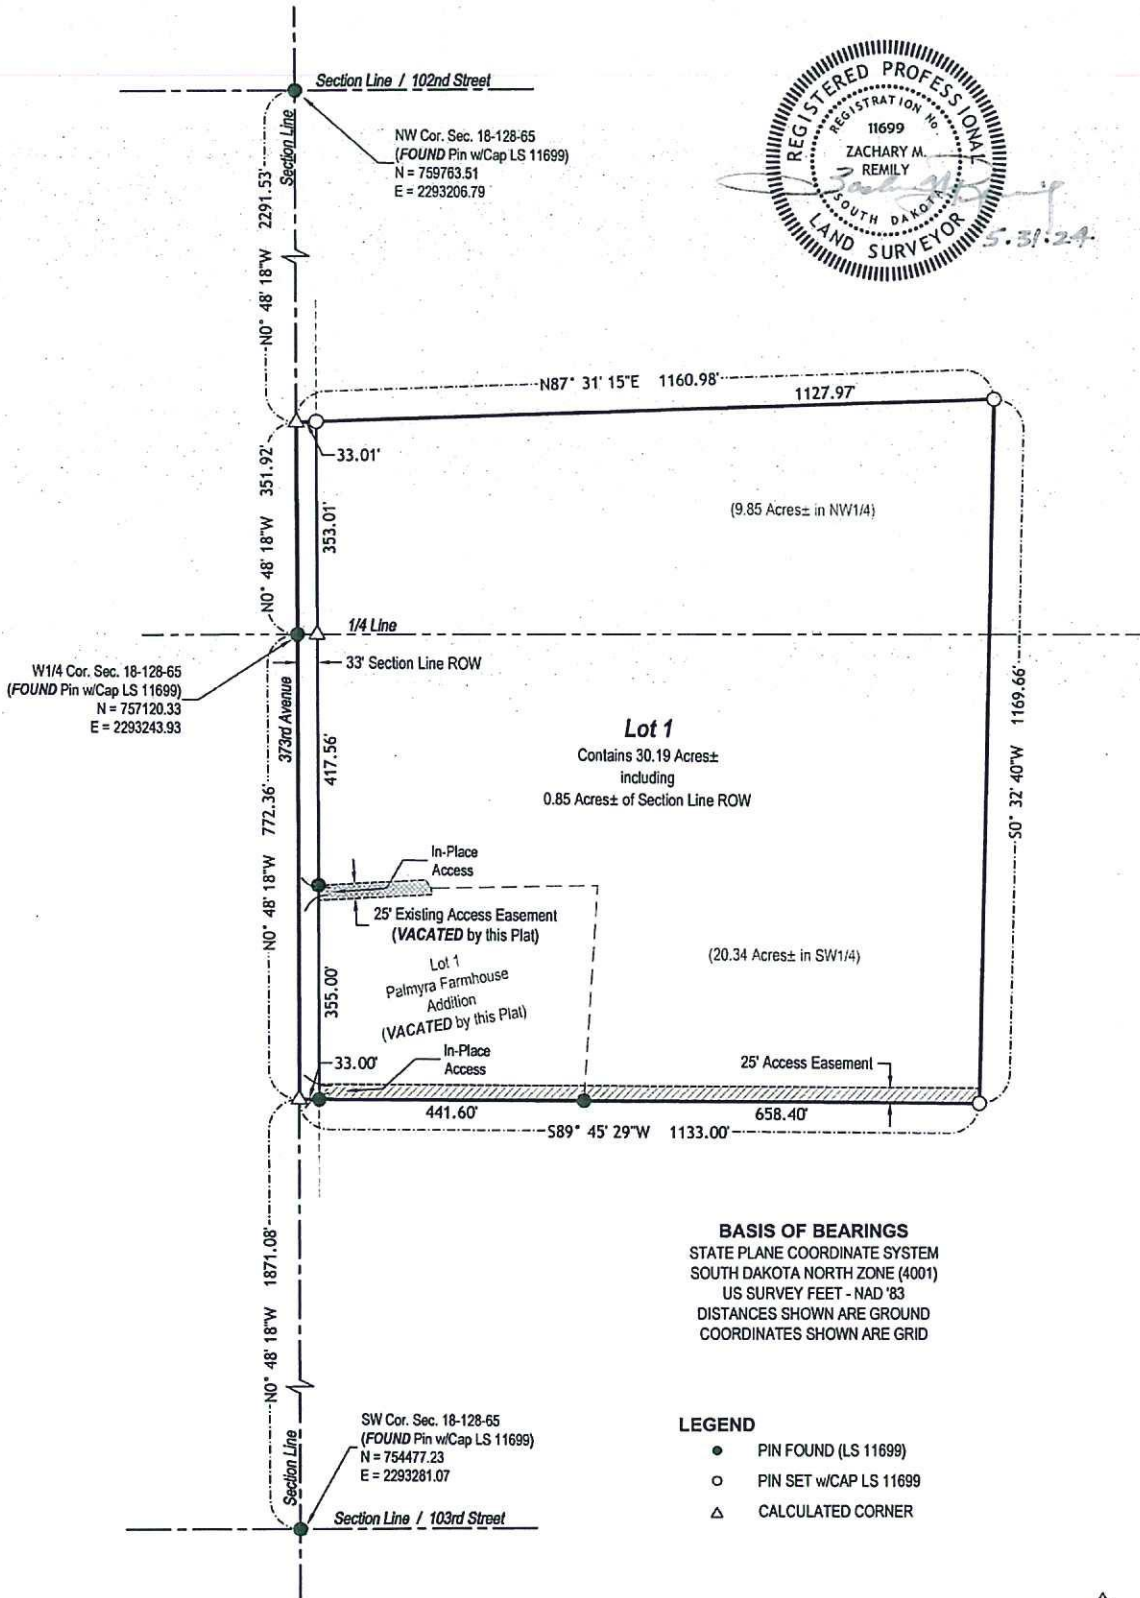 Section Line / 102nd Street
REGISTERED PROFESSIONAL
REGISTRATION No.
11699
ZACHARY M.
REMILY
SOUTH DAKOTA
LAND SURVEYOR
5.31.24
NW Cor. Sec. 18-128-65
(FOUND Pin w/Cap LS 11699)
N = 759763.51
E = 2293206.79
Section Line
N0° 48' 18"W 2291.53'
N87° 31' 15"E 1160.98'
1127.97'
33.01'
N0° 48' 18"W 351.92'
353.01'
(9.85 Acres± in NW1/4)
1/4 Line
33' Section Line ROW
W1/4 Cor. Sec. 18-128-65
(FOUND Pin w/Cap LS 11699)
N = 757120.33
E = 2293243.93
373rd Avenue
417.56'
N0° 48' 18"W 772.36'
S0° 32' 40"W 1169.66'
Lot 1
Contains 30.19 Acres±
including
0.85 Acres± of Section Line ROW
In-Place
Access
25' Existing Access Easement
(VACATED by this Plat)
Lot 1
Palmyra Farmhouse
Addition
(VACATED by this Plat)
355.00'
(20.34 Acres± in SW1/4)
In-Place
Access
33.00'
25' Access Easement
441.60'
658.40'
S89° 45' 29"W 1133.00'
N0° 48' 18"W 1871.08'
BASIS OF BEARINGS
STATE PLANE COORDINATE SYSTEM
SOUTH DAKOTA NORTH ZONE (4001)
US SURVEY FEET - NAD '83
DISTANCES SHOWN ARE GROUND
COORDINATES SHOWN ARE GRID
SW Cor. Sec. 18-128-65
(FOUND Pin w/Cap LS 11699)
N = 754477.23
E = 2293281.07
Section Line
Section Line / 103rd Street
LEGEND
PIN FOUND (LS 11699)
PIN SET w/CAP LS 11699
CALCULATED CORNER